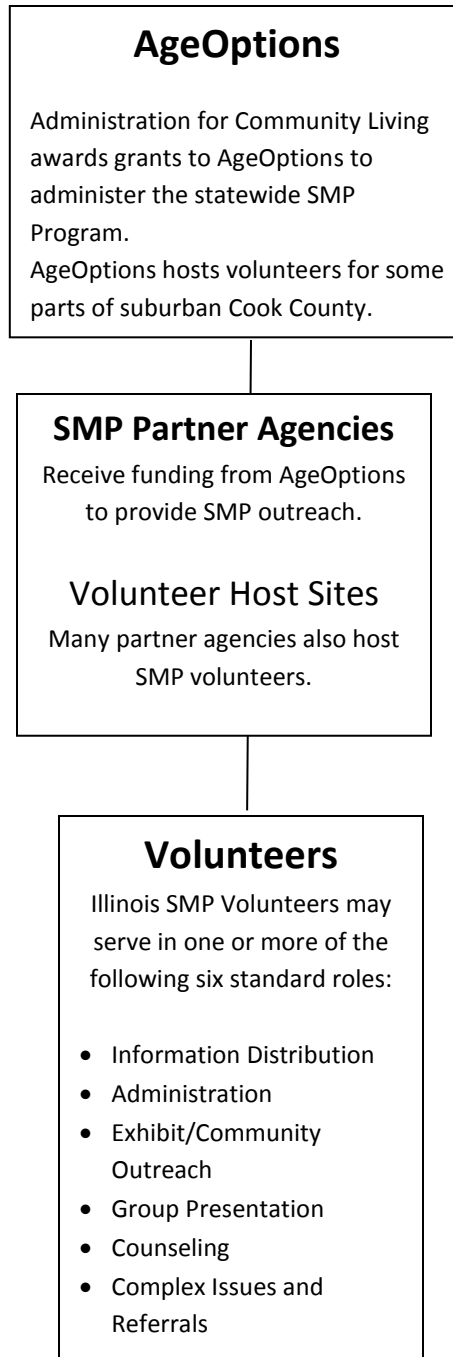 AgeOptions
Administration for Community Living
awards grants to AgeOptions to
administer the statewide SMP
Program.
AgeOptions hosts volunteers for some
parts of suburban Cook County.
SMP Partner Agencies
Receive funding from AgeOptions
to provide SMP outreach.
Volunteer Host Sites
Many partner agencies also host
SMP volunteers.
Volunteers
Illinois SMP Volunteers may
serve in one or more of the
following six standard roles:
• Information Distribution
• Administration
• Exhibit/Community
Outreach
• Group Presentation
• Counseling
• Complex Issues and
Referrals